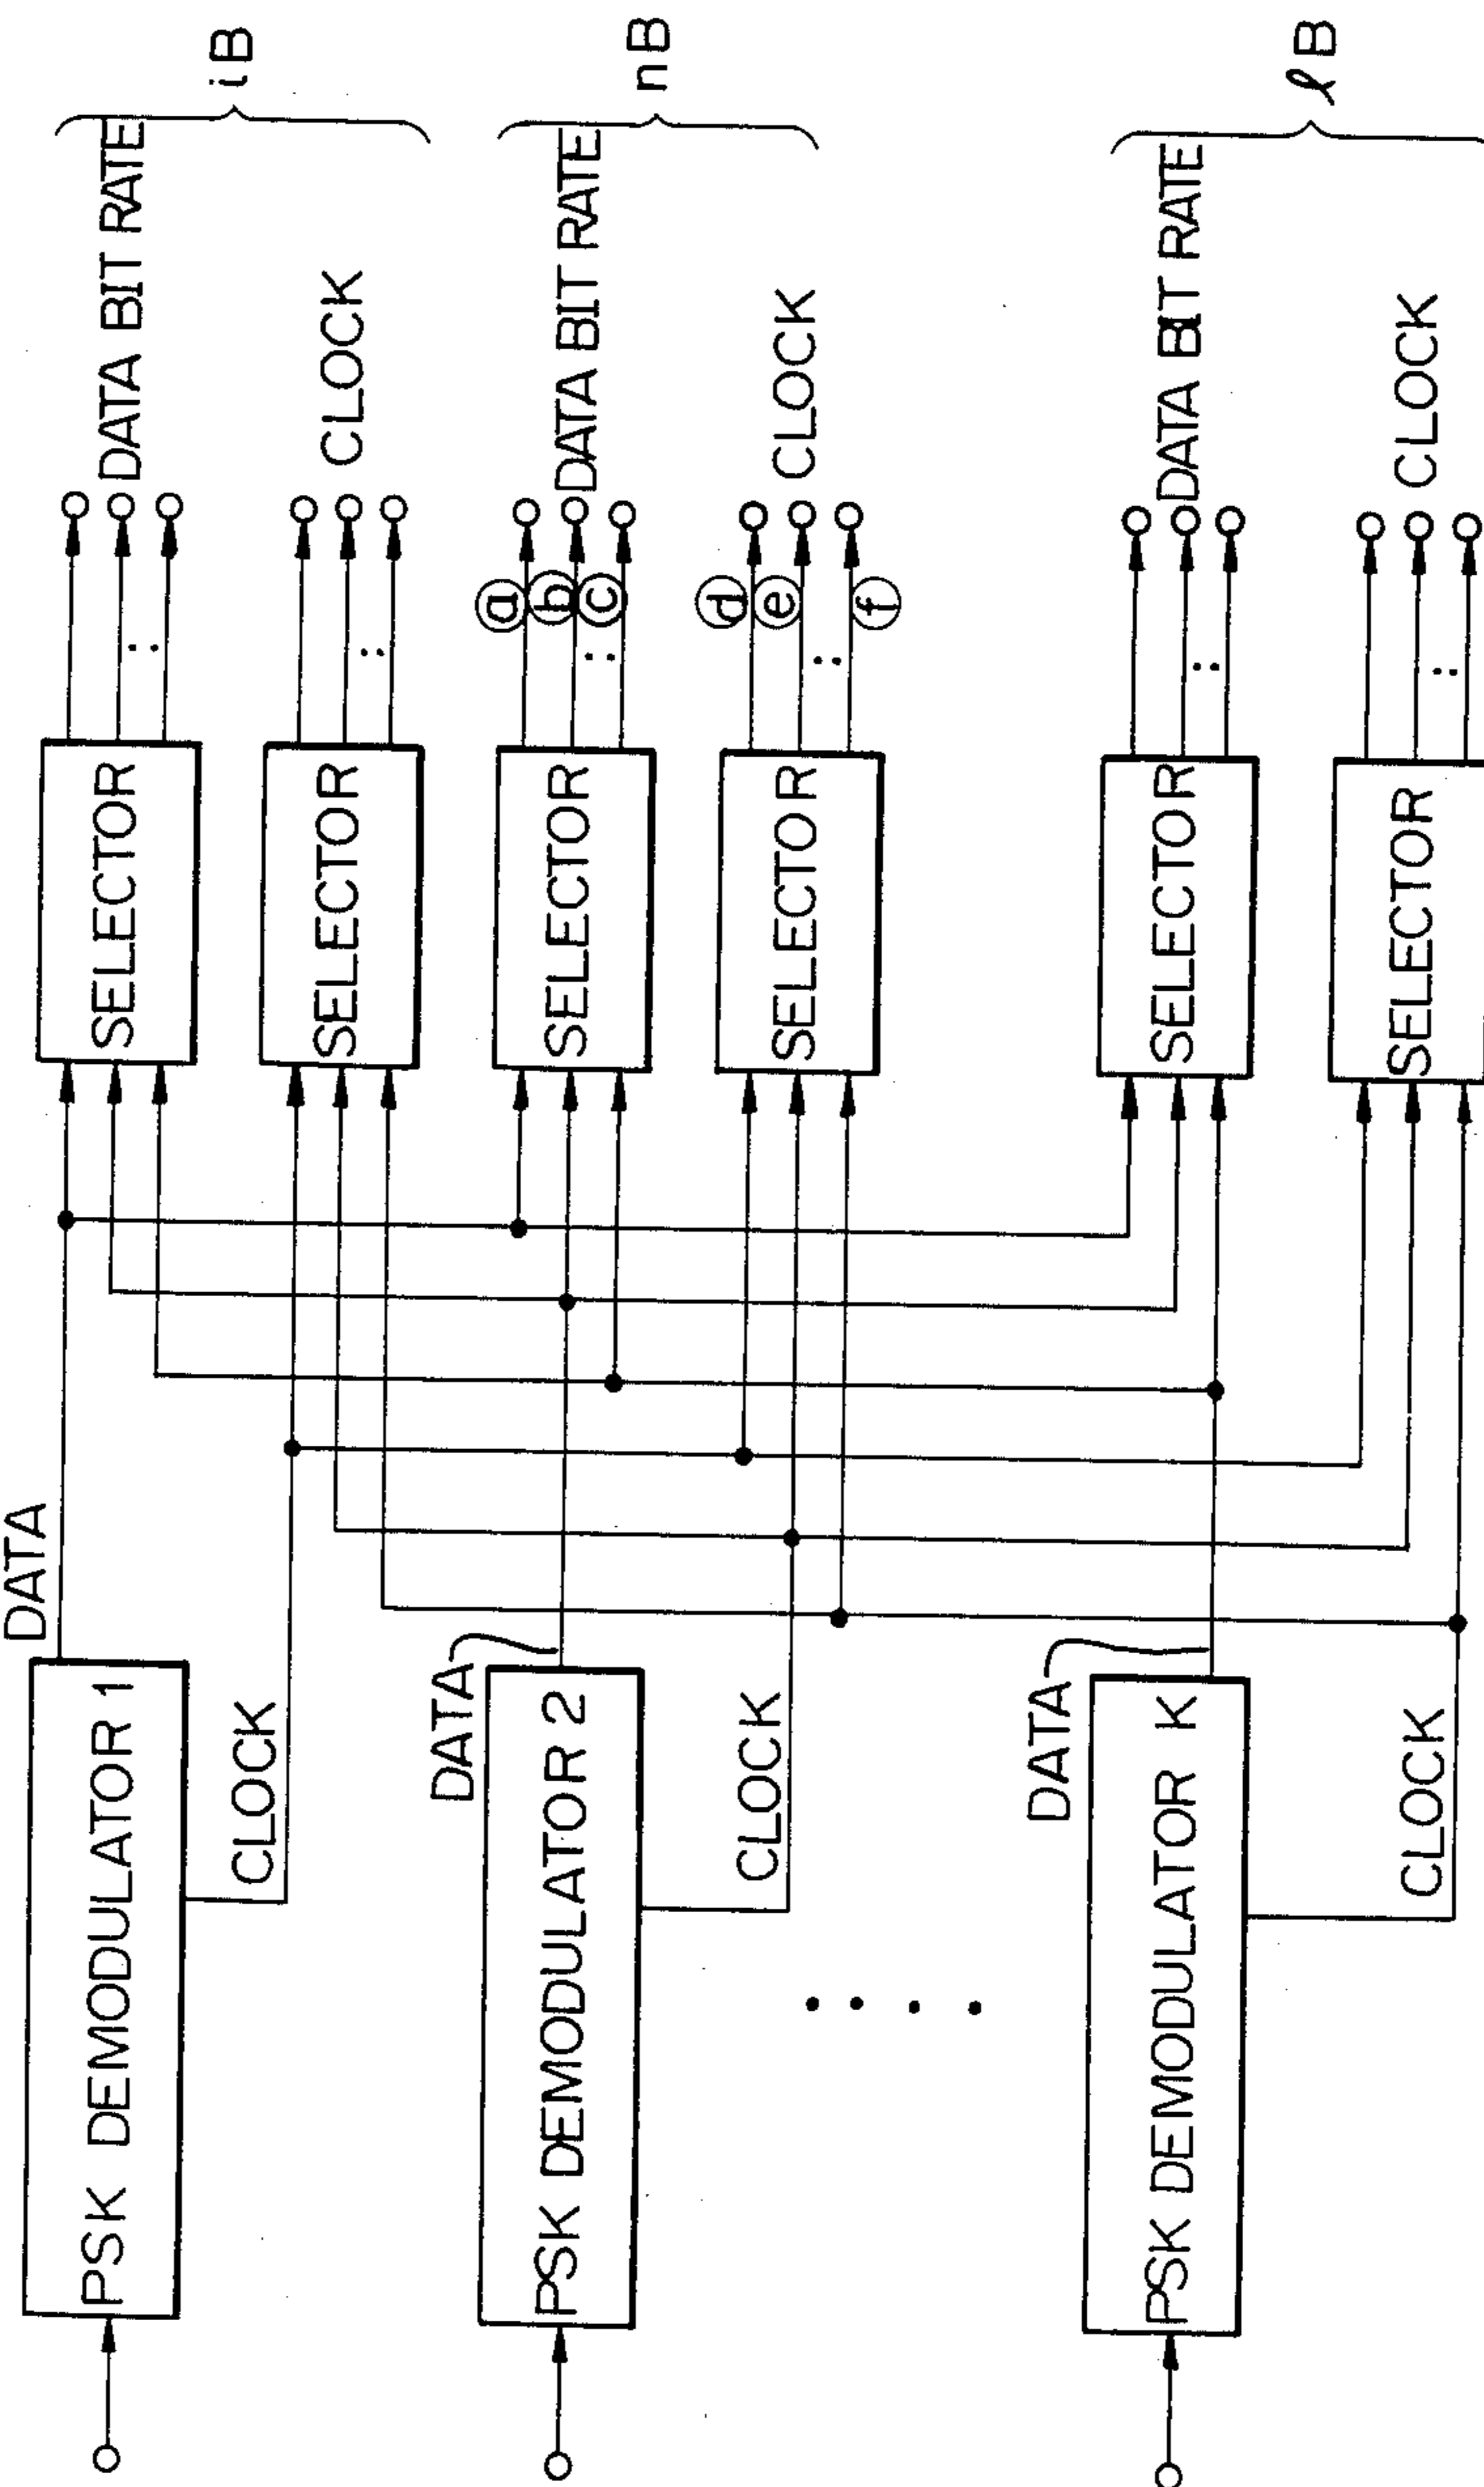 PSK DEMODULATOR 1
DATA
CLOCK
SELECTOR
DATA BIT RATE
SELECTOR
CLOCK
iB
PSK DEMODULATOR 2
DATA
CLOCK
SELECTOR
ⓐ
ⓑ
ⓒ
DATA BIT RATE
SELECTOR
ⓓ
ⓔ
ⓕ
CLOCK
nB
PSK DEMODULATOR K
DATA
CLOCK
SELECTOR
DATA BIT RATE
SELECTOR
CLOCK
ℓB